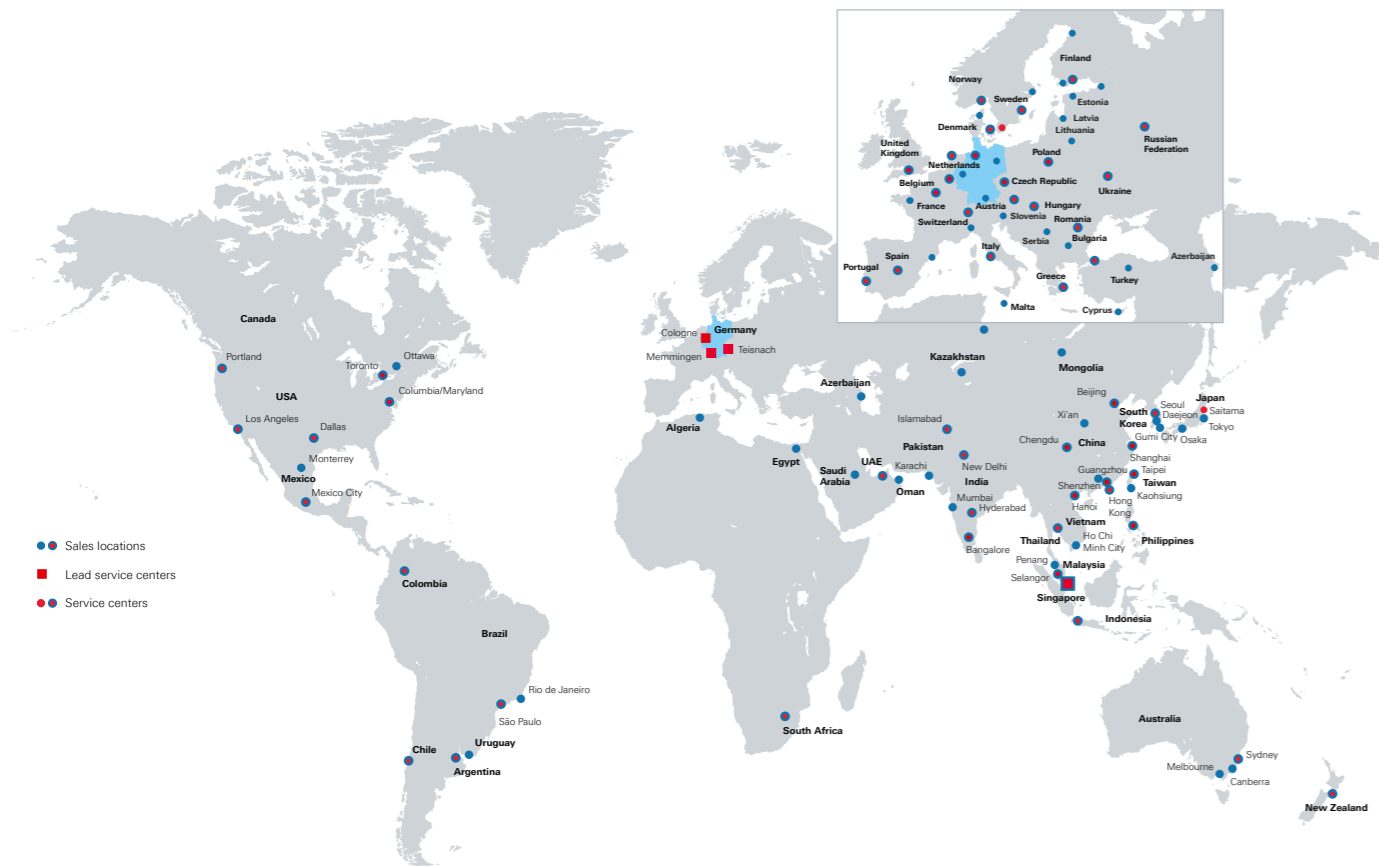 Finland
Norway
Sweden
Estonia
Latvia
Denmark
Lithuania
Russian
Federation
United
Kingdom
Poland
Netherlands
Belgium
Czech Republic
Ukraine
France
Austria
Hungary
Switzerland
Slovenia
Romania
Serbia
Bulgaria
Italy
Spain
Azerbaijan
Portugal
Greece
Turkey
Malta
Cyprus
Canada
Portland
Toronto
Ottawa
USA
Columbia/Maryland
Los Angeles
Dallas
Monterrey
Mexico
Mexico City
Cologne
Germany
Memmingen
Teisnach
Kazakhstan
Mongolia
Azerbaijan
Algeria
Egypt
Saudi
Arabia
UAE
Oman
Karachi
Islamabad
Pakistan
New Delhi
India
Mumbai
Hyderabad
Bangalore
Beijing
Xi'an
Chengdu
China
South
Korea
Seoul
Daejeon
Gumi City
Japan
Saitama
Tokyo
Osaka
Shanghai
Guangzhou
Taipei
Shenzhen
Taiwan
Hanoi
Hong
Kong
Kaohsiung
Vietnam
Thailand
Ho Chi
Minh City
Philippines
Penang
Malaysia
Selangor
Singapore
Indonesia
Sales locations
Lead service centers
Service centers
Colombia
Brazil
Rio de Janeiro
São Paulo
Uruguay
Chile
Argentina
South Africa
Australia
Sydney
Melbourne
Canberra
New Zealand